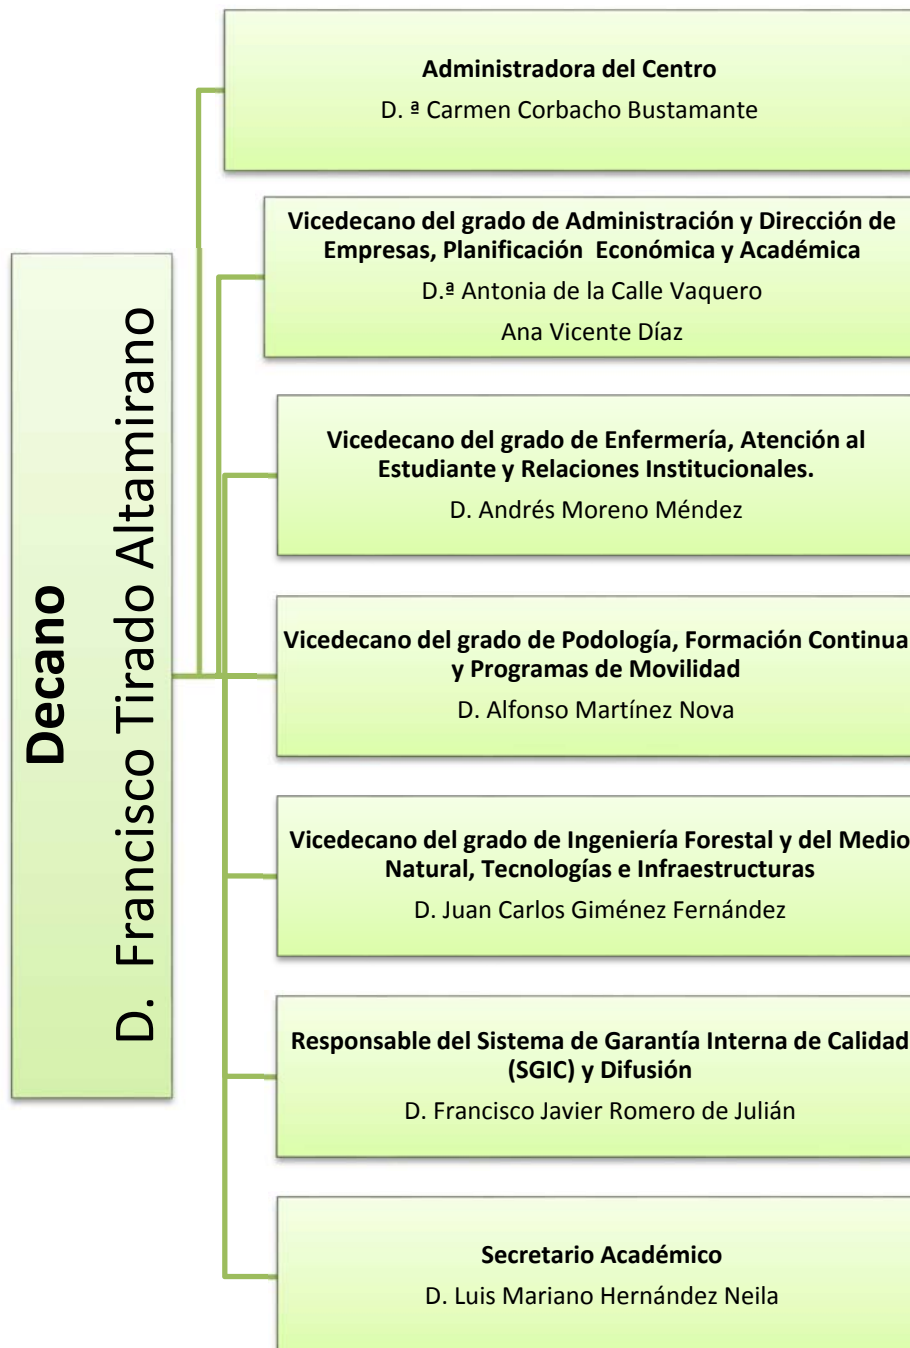 Decano
D. Francisco Tirado Altamirano
Administradora del Centro
D. ª Carmen Corbacho Bustamante
Vicedecano del grado de Administración y Dirección de
Empresas, Planificación Económica y Académica
D.ª Antonia de la Calle Vaquero
Ana Vicente Díaz
Vicedecano del grado de Enfermería, Atención al
Estudiante y Relaciones Institucionales.
D. Andrés Moreno Méndez
Vicedecano del grado de Podología, Formación Continua
y Programas de Movilidad
D. Alfonso Martínez Nova
Vicedecano del grado de Ingeniería Forestal y del Medio
Natural, Tecnologías e Infraestructuras
D. Juan Carlos Giménez Fernández
Responsable del Sistema de Garantía Interna de Calidad
(SGIC) y Difusión
D. Francisco Javier Romero de Julián
Secretario Académico
D. Luis Mariano Hernández Neila